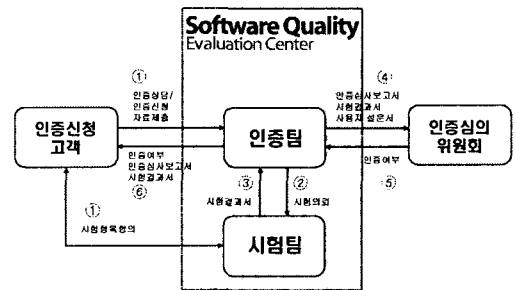 Software Quality
Evaluation Center
①
인증상담/
인증신청
자료제출
④
인증심사보고서
시험결과서
사용자 설문서
인증신청
고객
인증팀
인증심의
위원회
인증여부
인증심사보고서
시험결과서
⑥
인증여부
⑤
③
시험결과서
②
시험의뢰
①
시험항목협의
시험팀